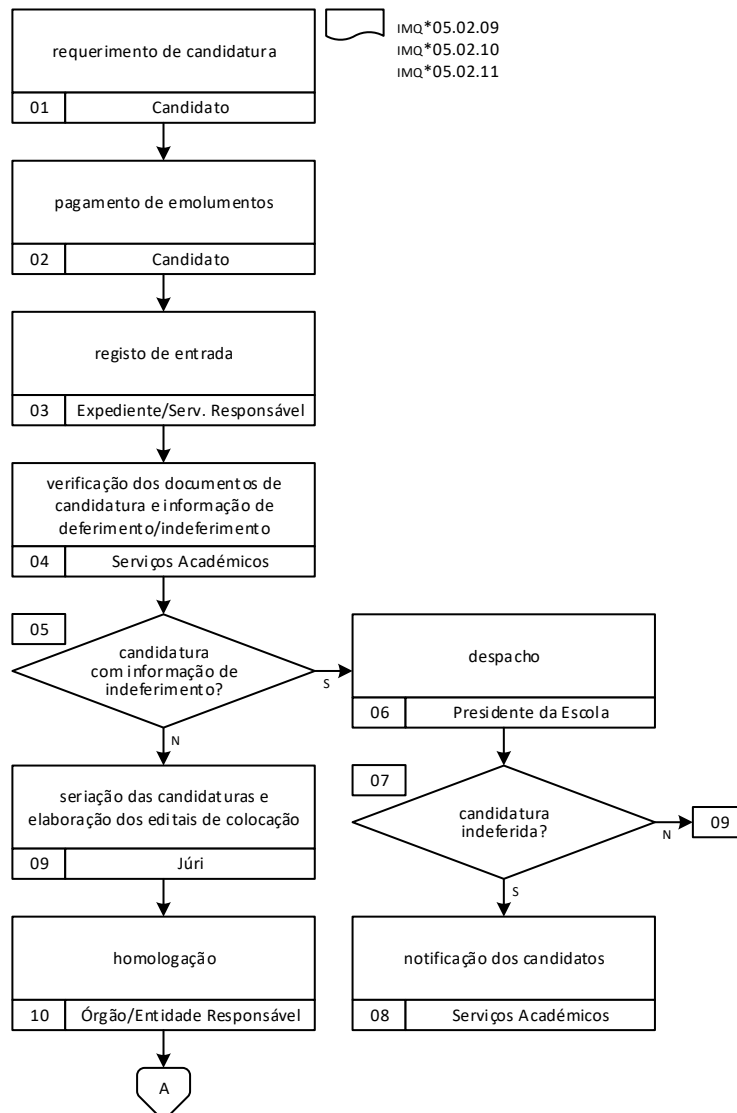 requerimento de candidatura
01 Candidato
IMQ*05.02.09
IMQ*05.02.10
IMQ*05.02.11
pagamento de emolumentos
02 Candidato
registo de entrada
03 Expediente/Serv. Responsável
verificação dos documentos de
candidatura e informação de
deferimento/indeferimento
04 Serviços Académicos
05
candidatura
com informação de
indeferimento?
S
N
despacho
06 Presidente da Escola
07
candidatura
indeferida?
N
09
S
seriação das candidaturas e
elaboração dos editais de colocação
09 Júri
notificação dos candidatos
08 Serviços Académicos
homologação
10 Órgão/Entidade Responsável
A